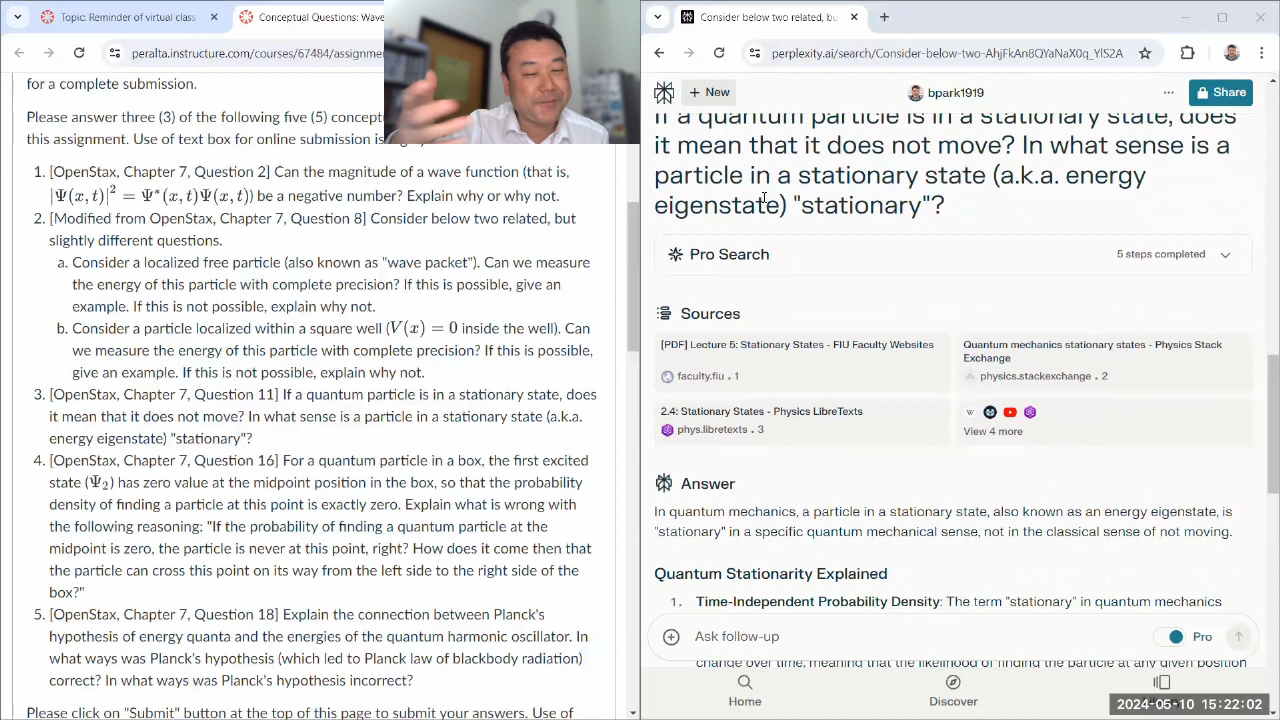 Topic: Reminder of virtual class
Conceptual Questions: Wave
peralta.instructure.com/courses/67484/assignme
for a complete submission.
Please answer three (3) of the following five (5) concept
this assignment. Use of text box for online submission is
1. [OpenStax, Chapter 7, Question 2] Can the magnitude of a wave function (that is,
|Ψ(x, t)|² = Ψ*(x, t)Ψ(x, t)) be a negative number? Explain why or why not.
2. [Modified from OpenStax, Chapter 7, Question 8] Consider below two related, but
slightly different questions.
a. Consider a localized free particle (also known as "wave packet"). Can we measure
the energy of this particle with complete precision? If this is possible, give an
example. If this is not possible, explain why not.
b. Consider a particle localized within a square well (V(x) = 0 inside the well). Can
we measure the energy of this particle with complete precision? If this is possible,
give an example. If this is not possible, explain why not.
3. [OpenStax, Chapter 7, Question 11] If a quantum particle is in a stationary state, does
it mean that it does not move? In what sense is a particle in a stationary state (a.k.a.
energy eigenstate) "stationary"?
4. [OpenStax, Chapter 7, Question 16] For a quantum particle in a box, the first excited
state (Ψ₂) has zero value at the midpoint position in the box, so that the probability
density of finding a particle at this point is exactly zero. Explain what is wrong with
the following reasoning: "If the probability of finding a quantum particle at the
midpoint is zero, the particle is never at this point, right? How does it come then that
the particle can cross this point on its way from the left side to the right side of the
box?"
5. [OpenStax, Chapter 7, Question 18] Explain the connection between Planck's
hypothesis of energy quanta and the energies of the quantum harmonic oscillator. In
what ways was Planck's hypothesis (which led to Planck law of blackbody radiation)
correct? In what ways was Planck's hypothesis incorrect?
Please click on "Submit" button at the top of this page to submit your answers. Use of
Consider below two related, bu
perplexity.ai/search/Consider-below-two-AhjFkAn8QYaNaX0i_YlS2A
New
bpark1919
Share
If a quantum particle is in a stationary state, does
it mean that it does not move? In what sense is a
particle in a stationary state (a.k.a. energy
eigenstate) "stationary"?
Pro Search
5 steps completed
Sources
[PDF] Lecture 5: Stationary States - FIU Faculty Websites
faculty.fiu . 1
Quantum mechanics stationary states - Physics Stack
Exchange
physics.stackexchange . 2
2.4: Stationary States - Physics LibreTexts
phys.libretexts . 3
View 4 more
Answer
In quantum mechanics, a particle in a stationary state, also known as an energy eigenstate, is
"stationary" in a specific quantum mechanical sense, not in the classical sense of not moving.
Quantum Stationarity Explained
1. Time-Independent Probability Density: The term "stationary" in quantum mechanics
Ask follow-up
Pro
change over time, meaning that the likelihood of finding the particle at any given position
Home
Discover
2024-05-10 15:22:02